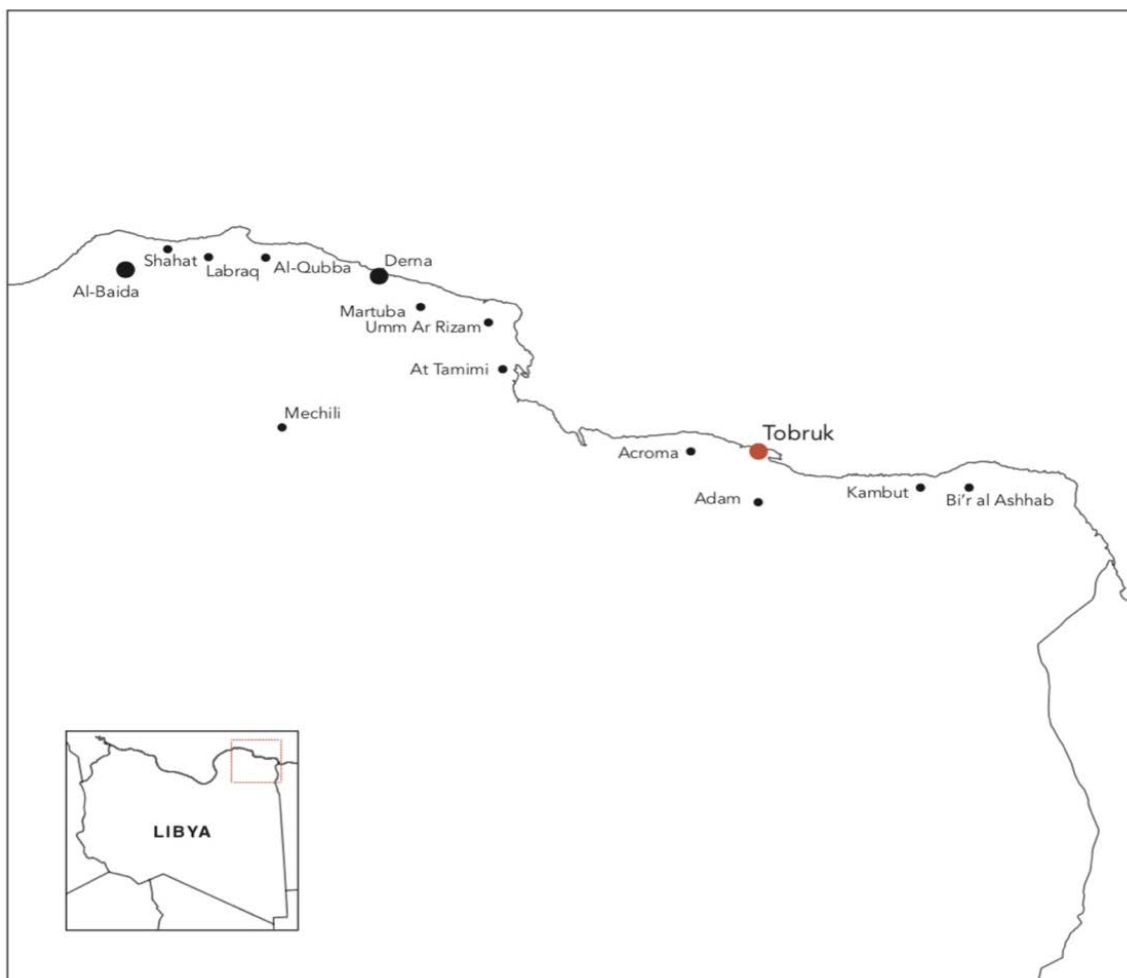 Shahat
Labraq
Al-Qubba
Derna
Al-Baida
Martuba
Umm Ar Rizam
At Tamimi
Mechili
Tobruk
Acroma
Adam
Kambut
Bi'r al Ashhab
LIBYA